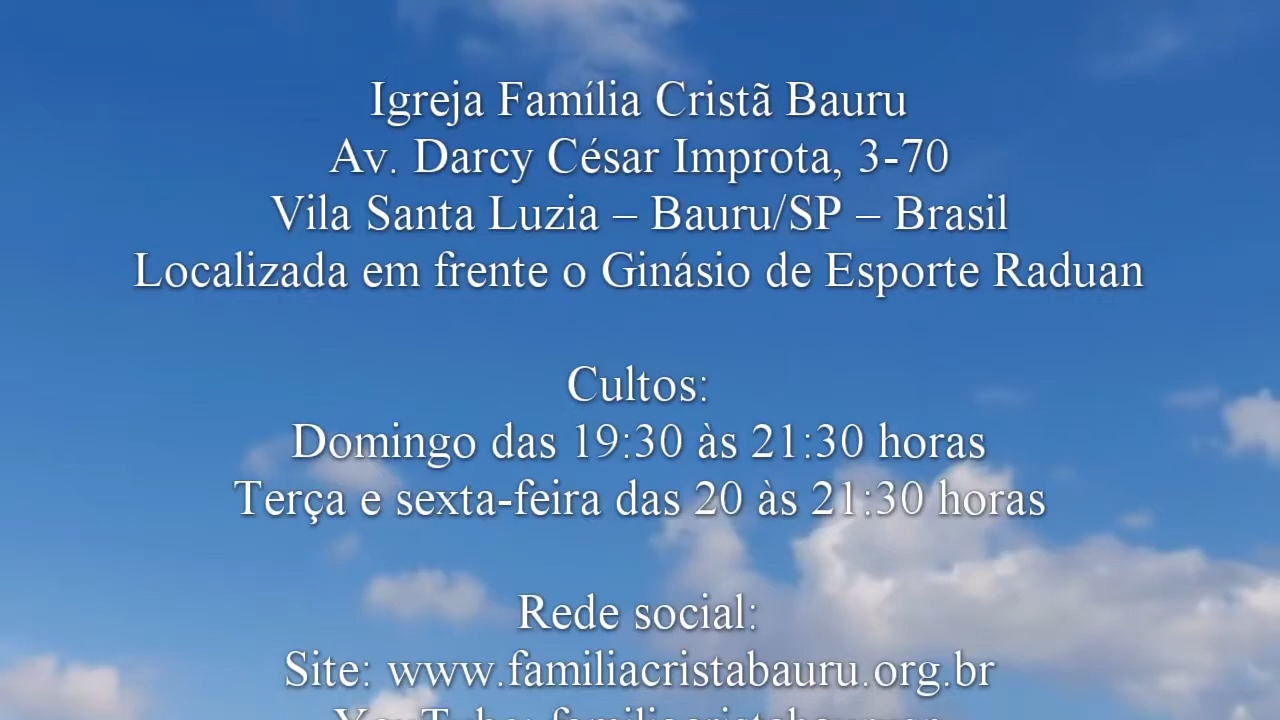 Igreja Família Cristã Bauru
Av. Darcy César Improta, 3-70
Vila Santa Luzia – Bauru/SP – Brasil
Localizada em frente o Ginásio de Esporte Raduan
Cultos:
Domingo das 19:30 às 21:30 horas
Terça e sexta-feira das 20 às 21:30 horas
Rede social:
Site: www.familiacristabauru.org.br
YouTube: